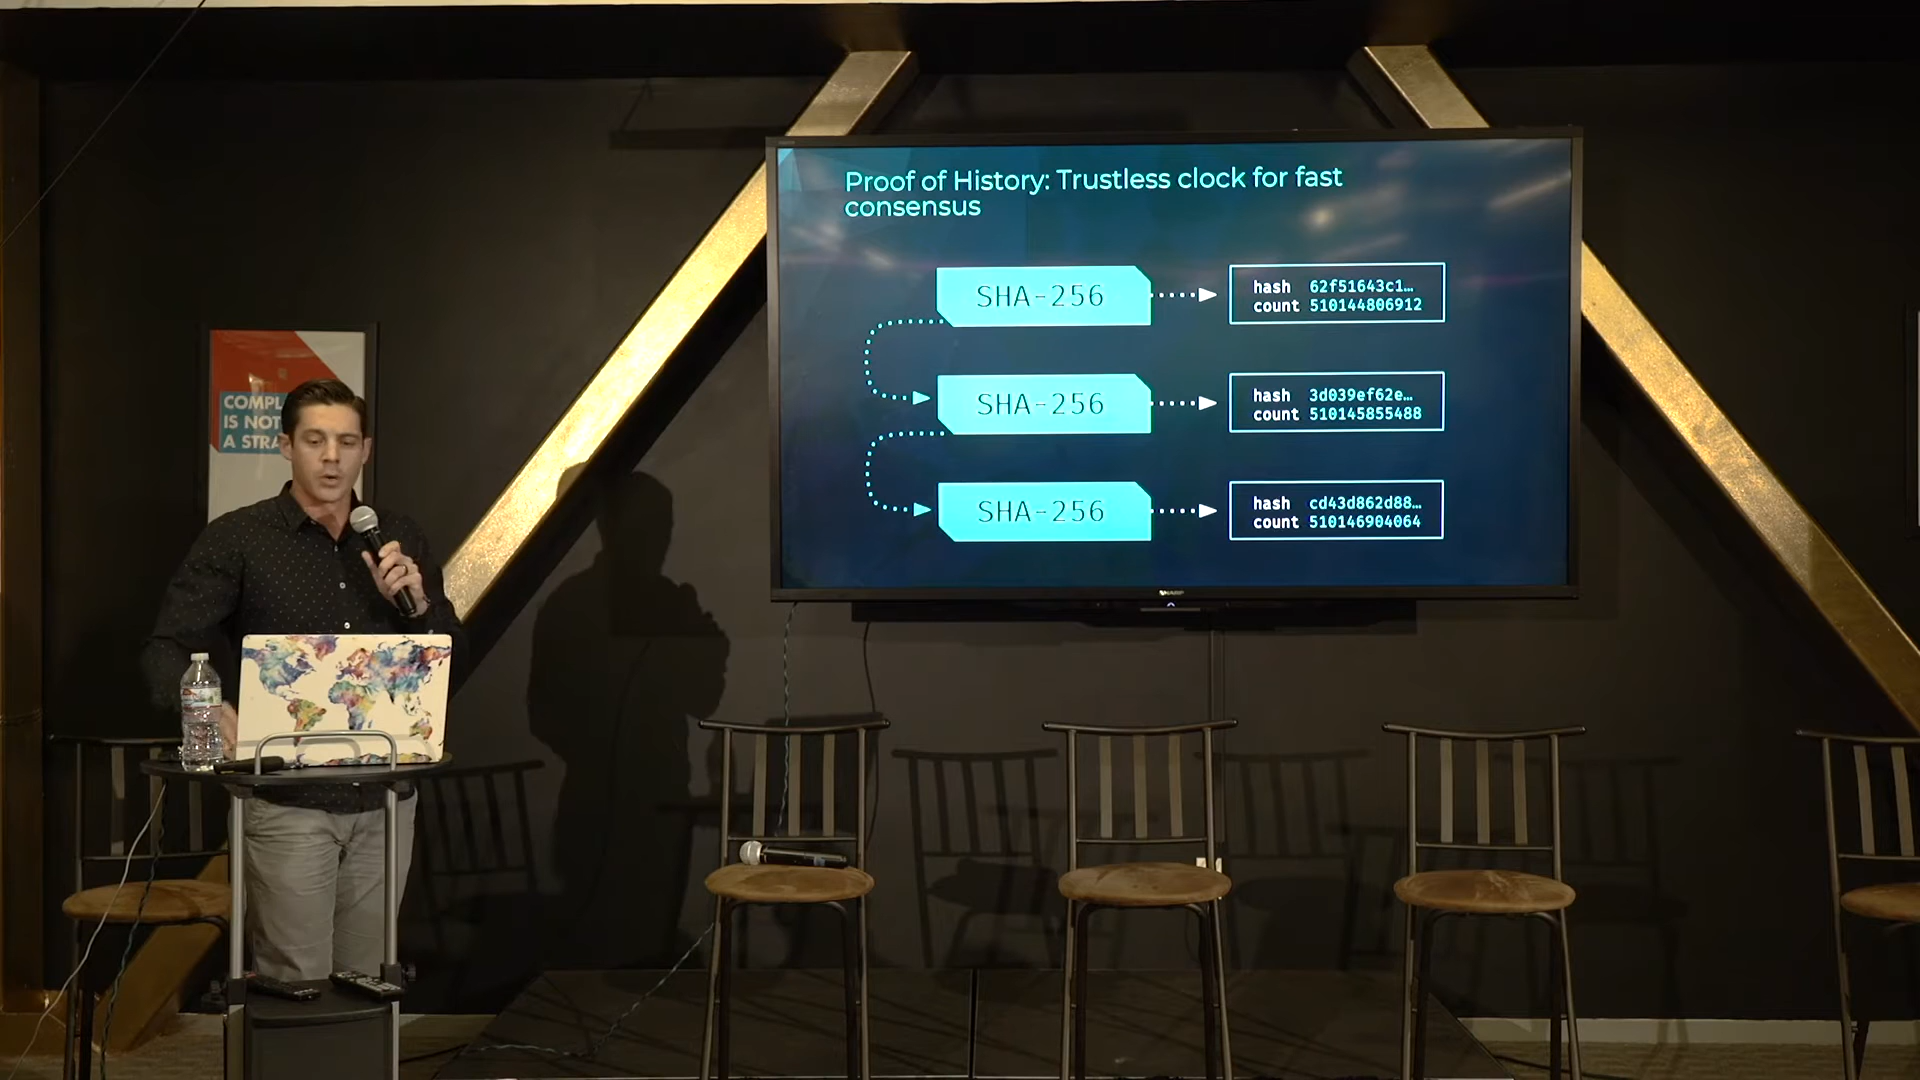 Proof of History: Trustless clock for fast
consensus
SHA-256
hash 62f51643c1…
count 510144806912
SHA-256
hash 3d039ef62e…
count 510145855488
SHA-256
hash cd43d862d88…
count 510146904064
SHARP
COMPL
IS NOT
A STRA